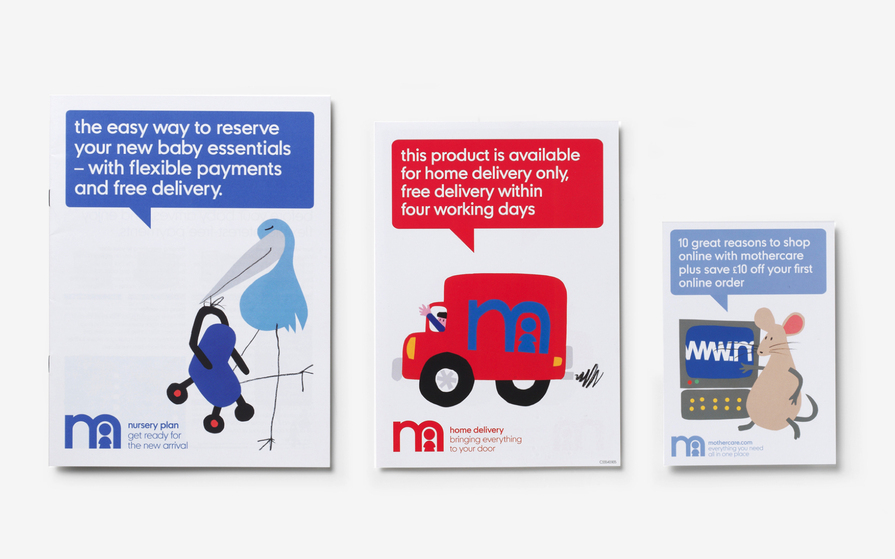 the easy way to reserve
your new baby essentials
– with flexible payments
and free delivery.
m
nursery plan
get ready for
the new arrival
this product is available
for home delivery only,
free delivery within
four working days
m
m
home delivery
bringing everything
to your door
10 great reasons to shop
online with mothercare
plus save £10 off your first
online order
www.m
m
mothercare.com
everything you need
all in one place